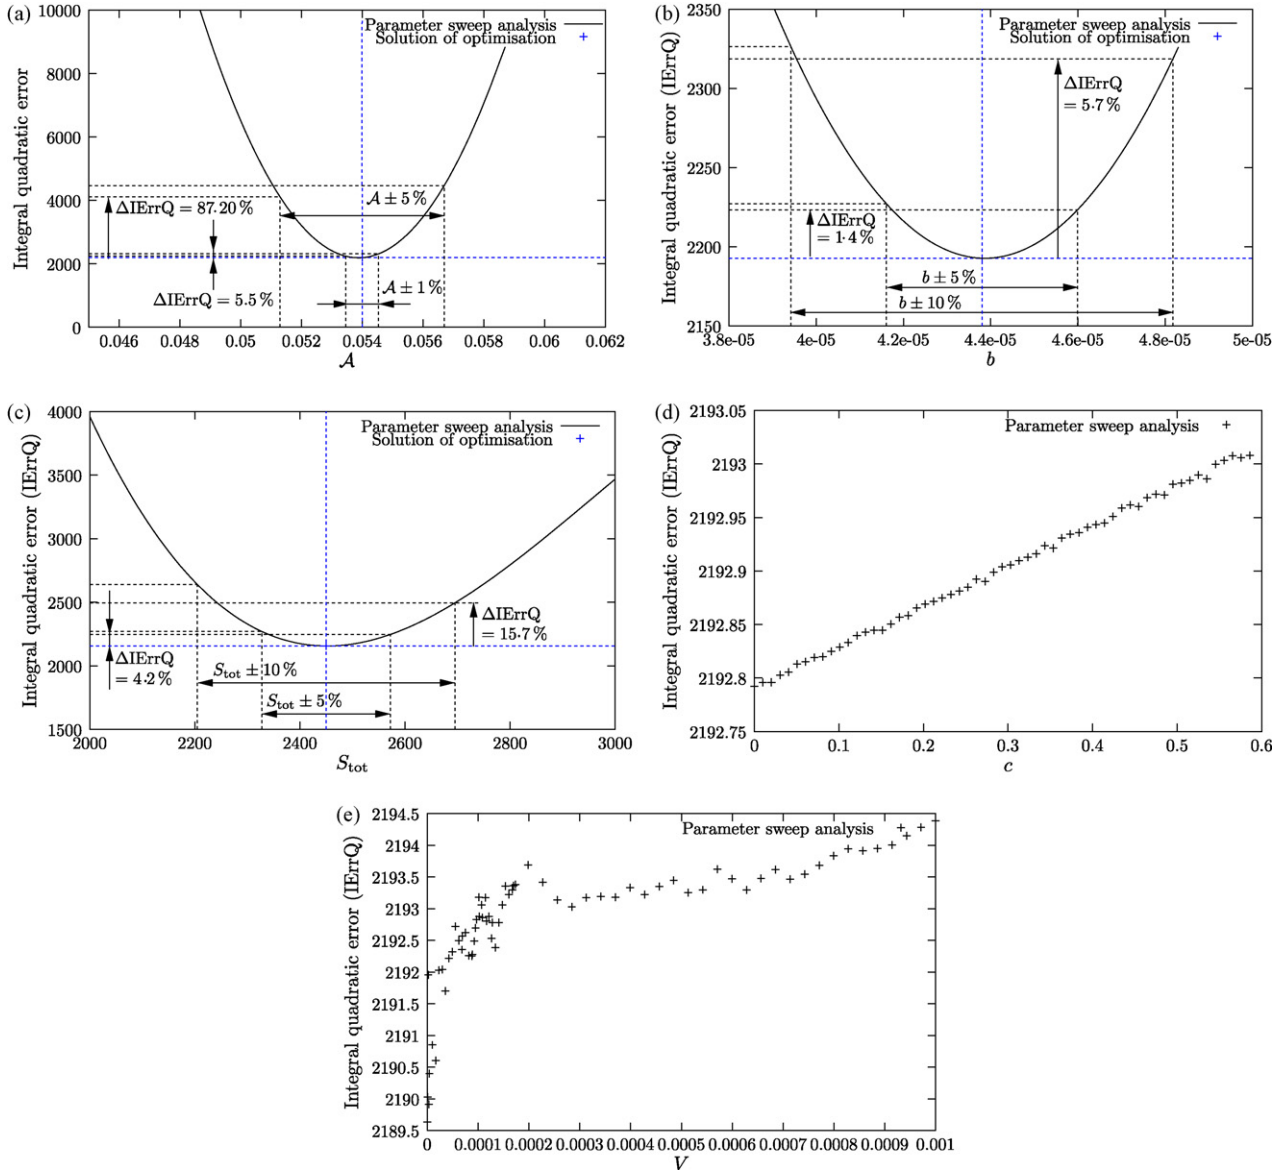 (a)
Integral quadratic error
10000
8000
6000
4000
2000
0
Parameter sweep analysis
Solution of optimisation
ΔIErrQ = 87.20 %
𝒜 ± 5 %
ΔIErrQ = 5.5 %
𝒜 ± 1 %
0.046 0.048 0.05 0.052 0.054 0.056 0.058 0.06 0.062
𝒜
(b)
Integral quadratic error (IErrQ)
2350
2300
2250
2200
2150
Parameter sweep analysis
Solution of optimisation
ΔIErrQ
= 5·7 %
ΔIErrQ
= 1·4 %
b ± 5 %
b ± 10 %
3.8e-05 4e-05 4.2e-05 4.4e-05 4.6e-05 4.8e-05 5e-05
b
(c)
Integral quadratic error (IErrQ)
4000
3500
3000
2500
2000
1500
Parameter sweep analysis
Solution of optimisation
ΔIErrQ
= 15·7 %
ΔIErrQ
= 4·2 %
Stot ± 10 %
Stot ± 5 %
2000 2200 2400 2600 2800 3000
Stot
(d)
Integral quadratic error (IErrQ)
2193.05
2193
2192.95
2192.9
2192.85
2192.8
2192.75
Parameter sweep analysis
0 0.1 0.2 0.3 0.4 0.5 0.6
c
(e)
Integral quadratic error (IErrQ)
2194.5
2194
2193.5
2193
2192.5
2192
2191.5
2191
2190.5
2190
2189.5
Parameter sweep analysis
0 0.0001 0.0002 0.0003 0.0004 0.0005 0.0006 0.0007 0.0008 0.0009 0.001
V